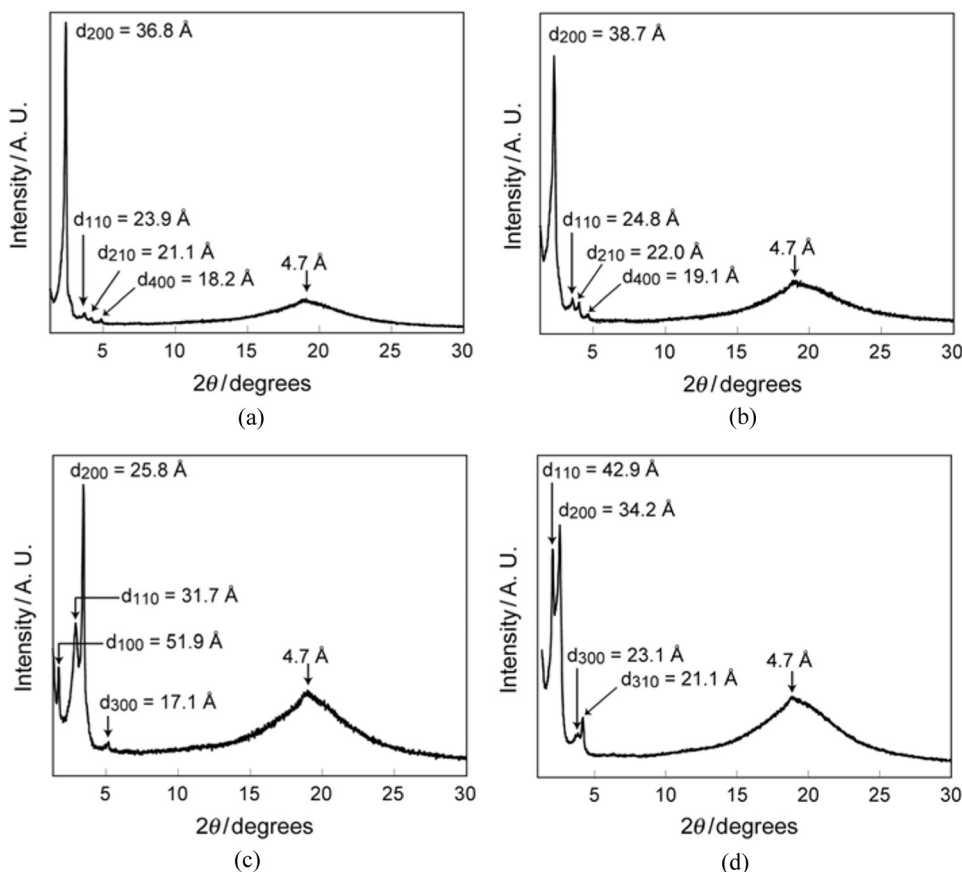 d200 = 36.8 Å
d110 = 23.9 Å
d210 = 21.1 Å
d400 = 18.2 Å
4.7 Å
Intensity / A. U.
5 10 15 20 25 30
2θ / degrees
(a)
d200 = 38.7 Å
d110 = 24.8 Å
d210 = 22.0 Å
d400 = 19.1 Å
4.7 Å
Intensity / A. U.
5 10 15 20 25 30
2θ / degrees
(b)
d200 = 25.8 Å
d110 = 31.7 Å
d100 = 51.9 Å
d300 = 17.1 Å
4.7 Å
Intensity / A. U.
5 10 15 20 25 30
2θ / degrees
(c)
d110 = 42.9 Å
d200 = 34.2 Å
d300 = 23.1 Å
d310 = 21.1 Å
4.7 Å
Intensity / A. U.
5 10 15 20 25 30
2θ / degrees
(d)